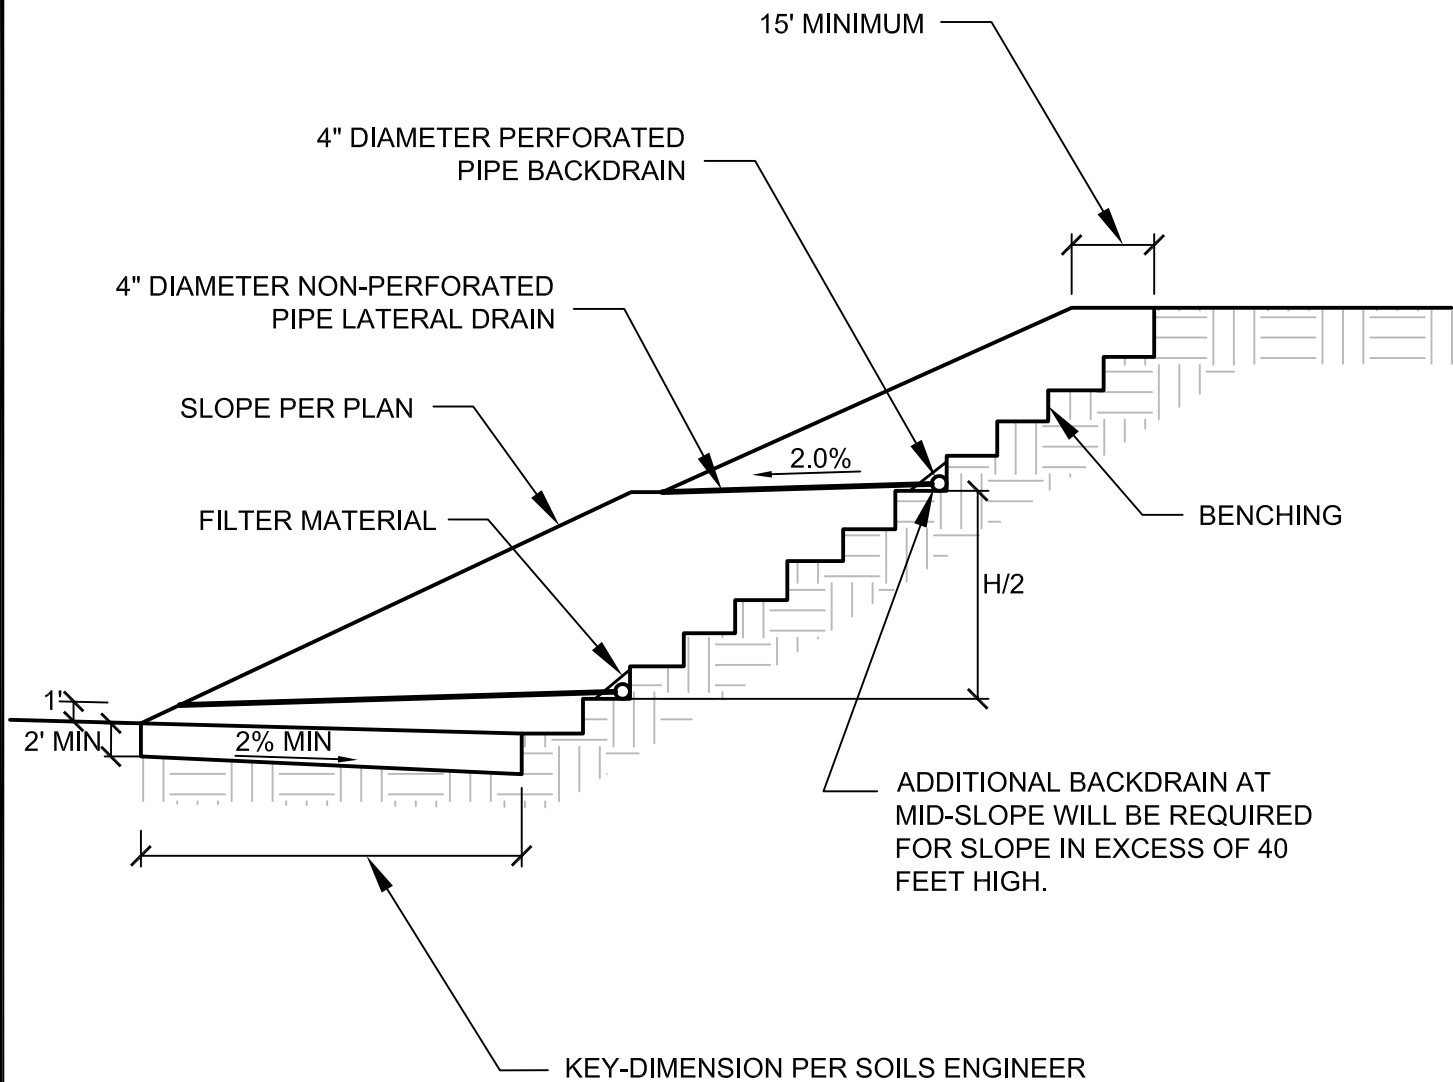 15' MINIMUM
4" DIAMETER PERFORATED
PIPE BACKDRAIN
4" DIAMETER NON-PERFORATED
PIPE LATERAL DRAIN
SLOPE PER PLAN
2.0%
FILTER MATERIAL
BENCHING
H/2
1'
2' MIN
2% MIN
ADDITIONAL BACKDRAIN AT
MID-SLOPE WILL BE REQUIRED
FOR SLOPE IN EXCESS OF 40
FEET HIGH.
KEY-DIMENSION PER SOILS ENGINEER